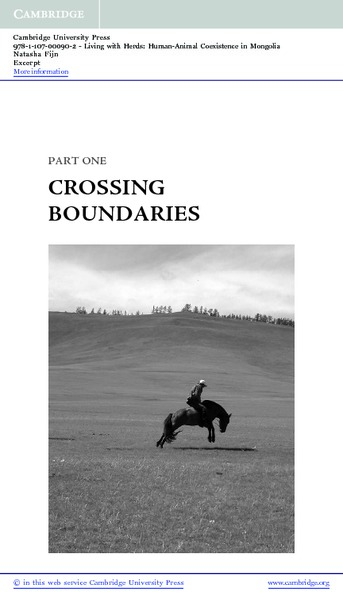 CAMBRIDGE
Cambridge University Press
978-1-107-00090-2 - Living with Herds: Human-Animal Coexistence in Mongolia
Natasha Fijn
Excerpt
More information
PART ONE
CROSSING
BOUNDARIES
© in this web service Cambridge University Press
www.cambridge.org